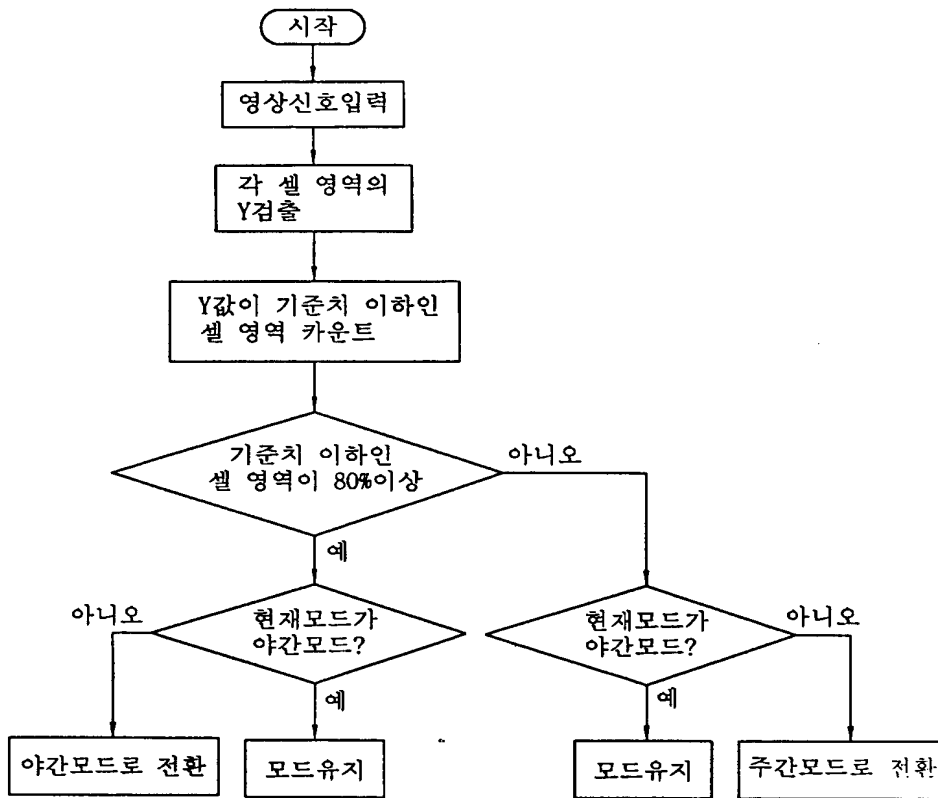 시작
영상신호입력
각 셀 영역의
Y검출
Y값이 기준치 이하인
셀 영역 카운트
기준치 이하인
셀 영역이 80%이상
아니오
예
현재모드가
야간모드?
아니오
예
현재모드가
야간모드?
아니오
예
야간모드로 전환
모드유지
모드유지
주간모드로 전환